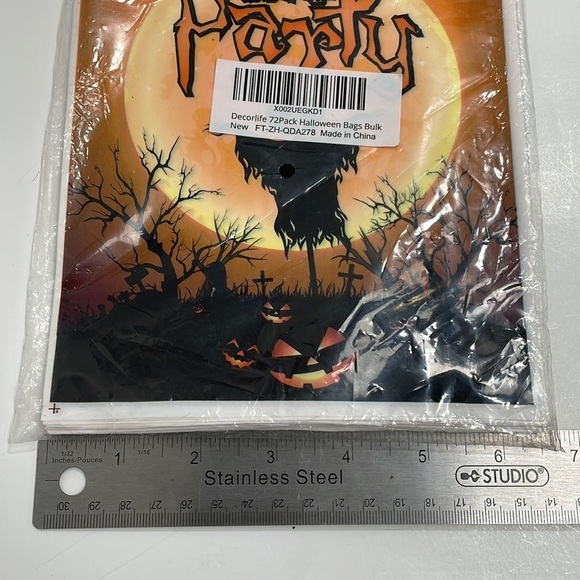 Party
X002UEGKD1
Decorlife 72Pack Halloween Bags Bulk
New FT-ZH-QDA278 Made in China
1/32 1 1/16 2 3 4 5 6 7
Inches/Pouces
Stainless Steel STUDIO®
30 29 28 27 26 25 24 23 22 21 20 19 18 17 16 15 14 13